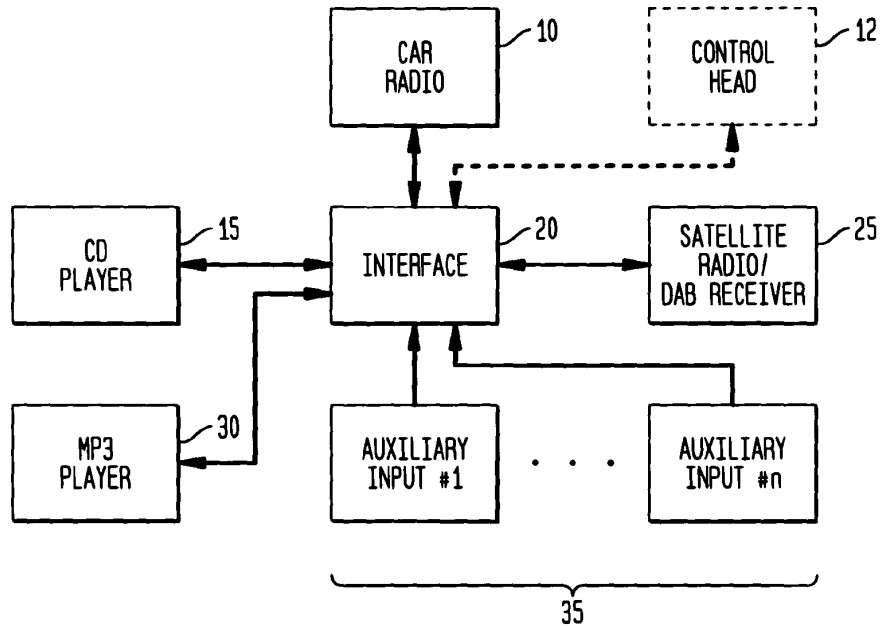 CAR
RADIO
10
CONTROL
HEAD
12
CD
PLAYER
15
INTERFACE
20
SATELLITE
RADIO/
DAB RECEIVER
25
MP3
PLAYER
30
AUXILIARY
INPUT #1
. . .
AUXILIARY
INPUT #n
35